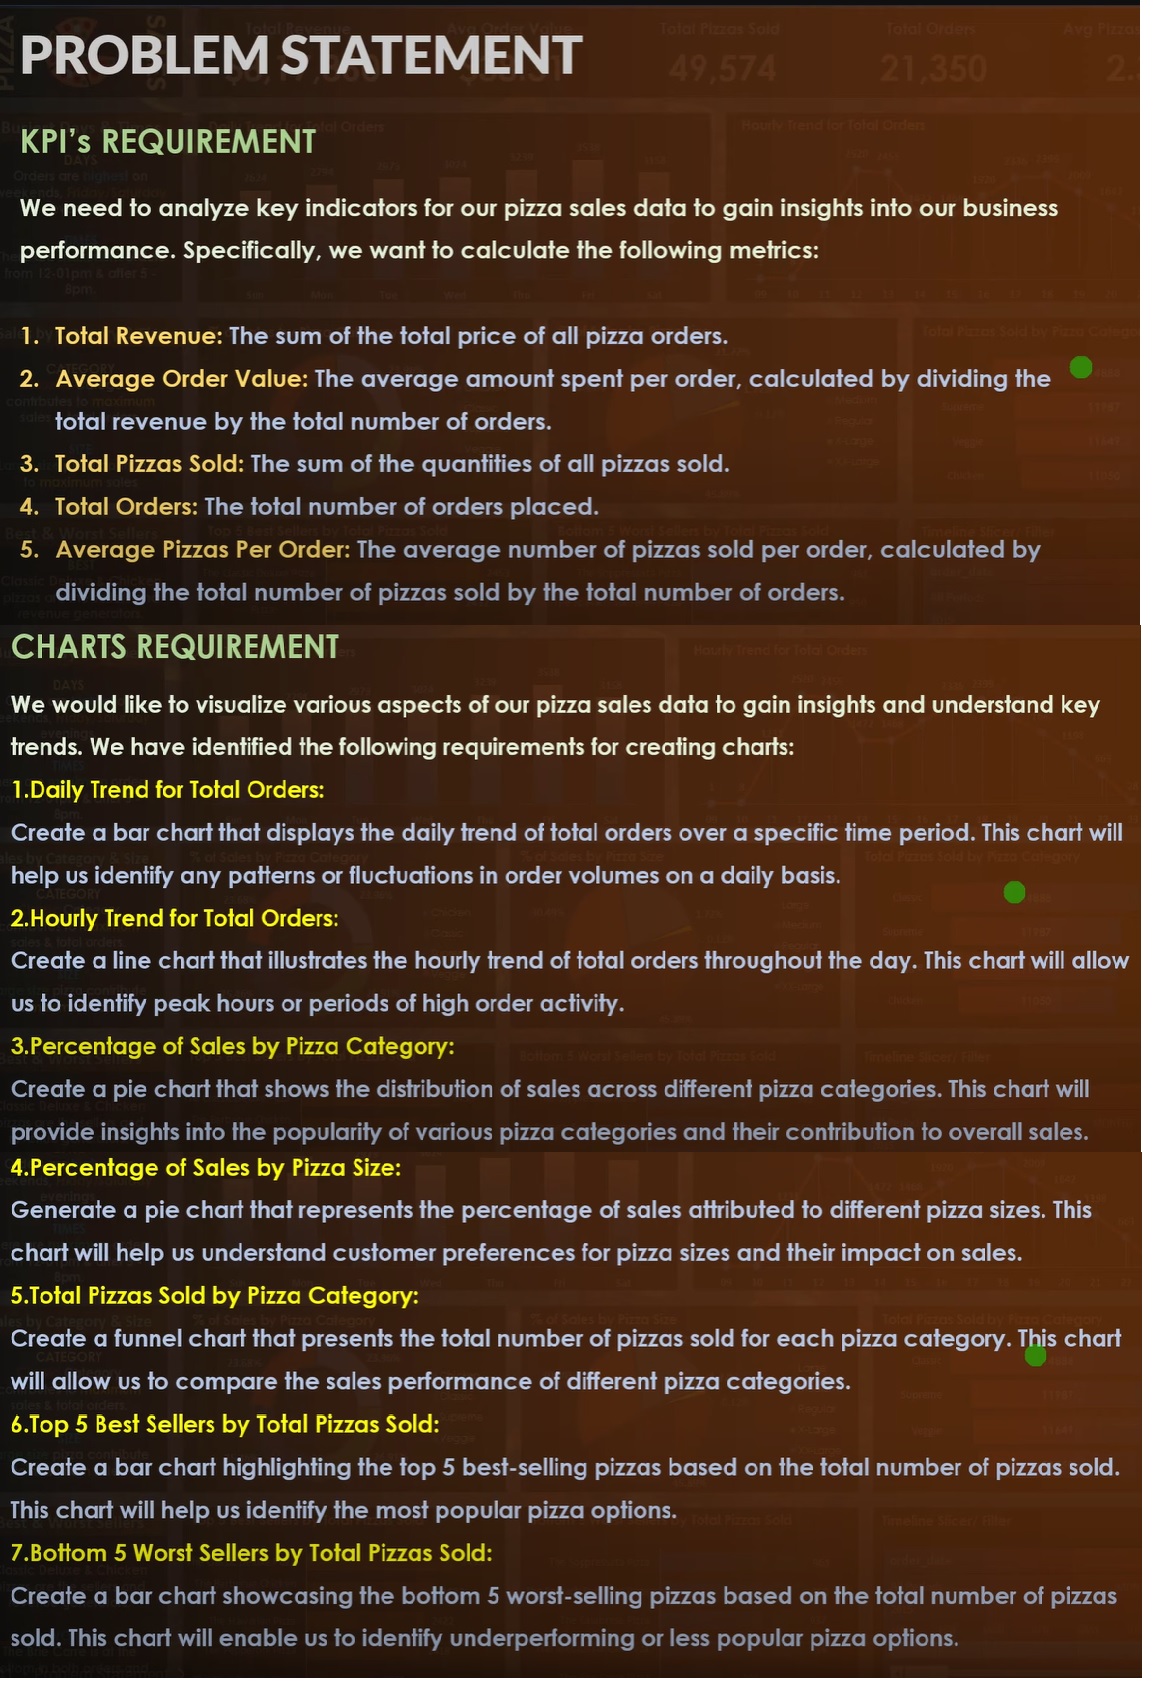 PROBLEM STATEMENT
Total Revenue Avg Order Value Total Pizzas Sold Total Orders
49,574 21,350
KPI's REQUIREMENT
We need to analyze key indicators for our pizza sales data to gain insights into our business
performance. Specifically, we want to calculate the following metrics:
1. Total Revenue: The sum of the total price of all pizza orders.
2. Average Order Value: The average amount spent per order, calculated by dividing the
total revenue by the total number of orders.
3. Total Pizzas Sold: The sum of the quantities of all pizzas sold.
4. Total Orders: The total number of orders placed.
5. Average Pizzas Per Order: The average number of pizzas sold per order, calculated by
dividing the total number of pizzas sold by the total number of orders.
CHARTS REQUIREMENT
We would like to visualize various aspects of our pizza sales data to gain insights and understand key
trends. We have identified the following requirements for creating charts:
1.Daily Trend for Total Orders:
Create a bar chart that displays the daily trend of total orders over a specific time period. This chart will
help us identify any patterns or fluctuations in order volumes on a daily basis.
2.Hourly Trend for Total Orders:
Create a line chart that illustrates the hourly trend of total orders throughout the day. This chart will allow
us to identify peak hours or periods of high order activity.
3.Percentage of Sales by Pizza Category:
Create a pie chart that shows the distribution of sales across different pizza categories. This chart will
provide insights into the popularity of various pizza categories and their contribution to overall sales.
4.Percentage of Sales by Pizza Size:
Generate a pie chart that represents the percentage of sales attributed to different pizza sizes. This
chart will help us understand customer preferences for pizza sizes and their impact on sales.
5.Total Pizzas Sold by Pizza Category:
Create a funnel chart that presents the total number of pizzas sold for each pizza category. This chart
will allow us to compare the sales performance of different pizza categories.
6.Top 5 Best Sellers by Total Pizzas Sold:
Create a bar chart highlighting the top 5 best-selling pizzas based on the total number of pizzas sold.
This chart will help us identify the most popular pizza options.
7.Bottom 5 Worst Sellers by Total Pizzas Sold:
Create a bar chart showcasing the bottom 5 worst-selling pizzas based on the total number of pizzas
sold. This chart will enable us to identify underperforming or less popular pizza options.